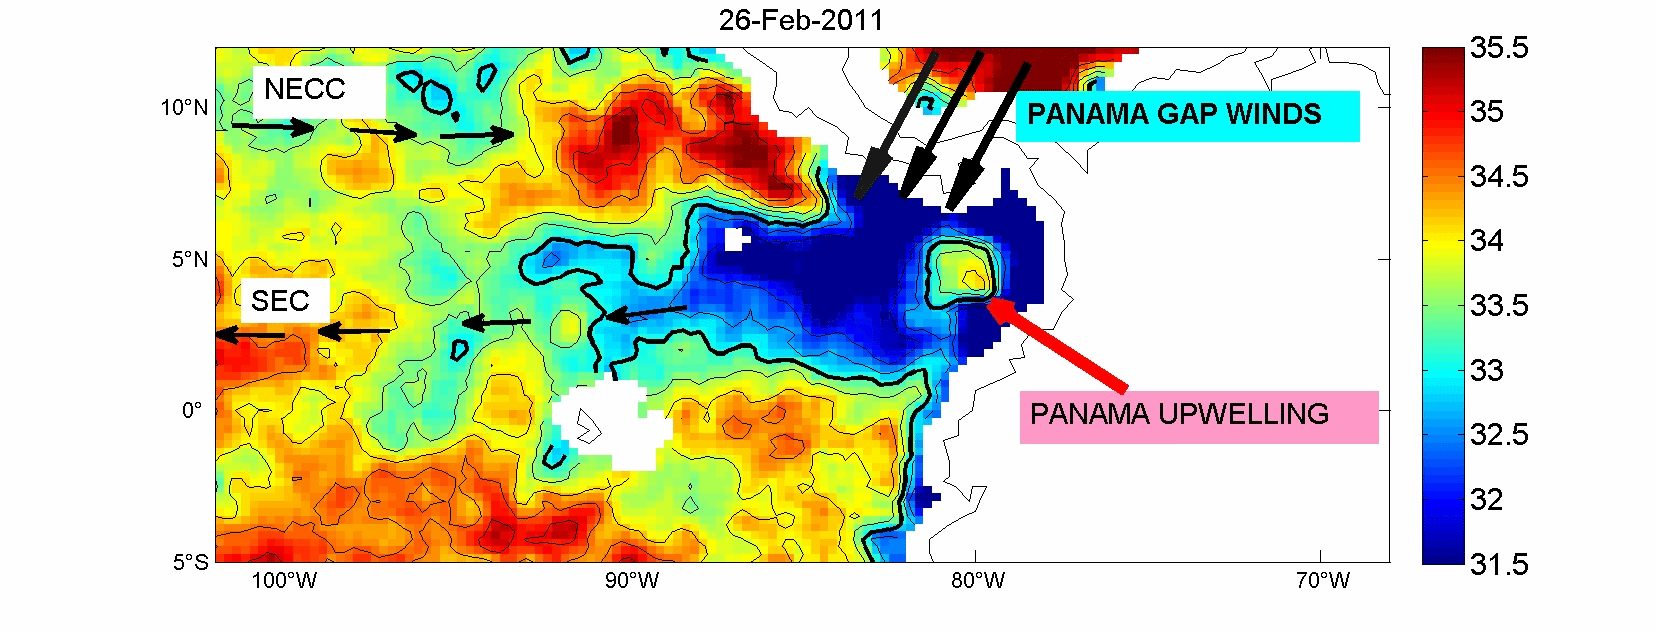 26-Feb-2011
NECC
PANAMA GAP WINDS
SEC
PANAMA UPWELLING
10°N
5°N
0°
5°S
100°W
90°W
80°W
70°W
35.5
35
34.5
34
33.5
33
32.5
32
31.5